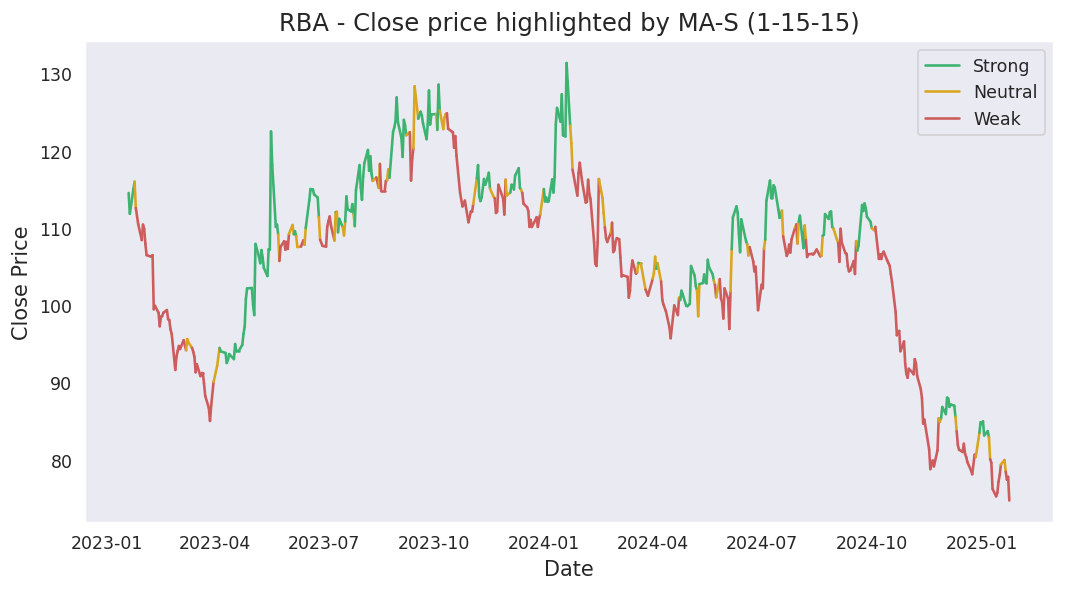 RBA - Close price highlighted by MA-S (1-15-15)
Strong
Neutral
Weak
Close Price
130
120
110
100
90
80
2023-01 2023-04 2023-07 2023-10 2024-01 2024-04 2024-07 2024-10 2025-01
Date